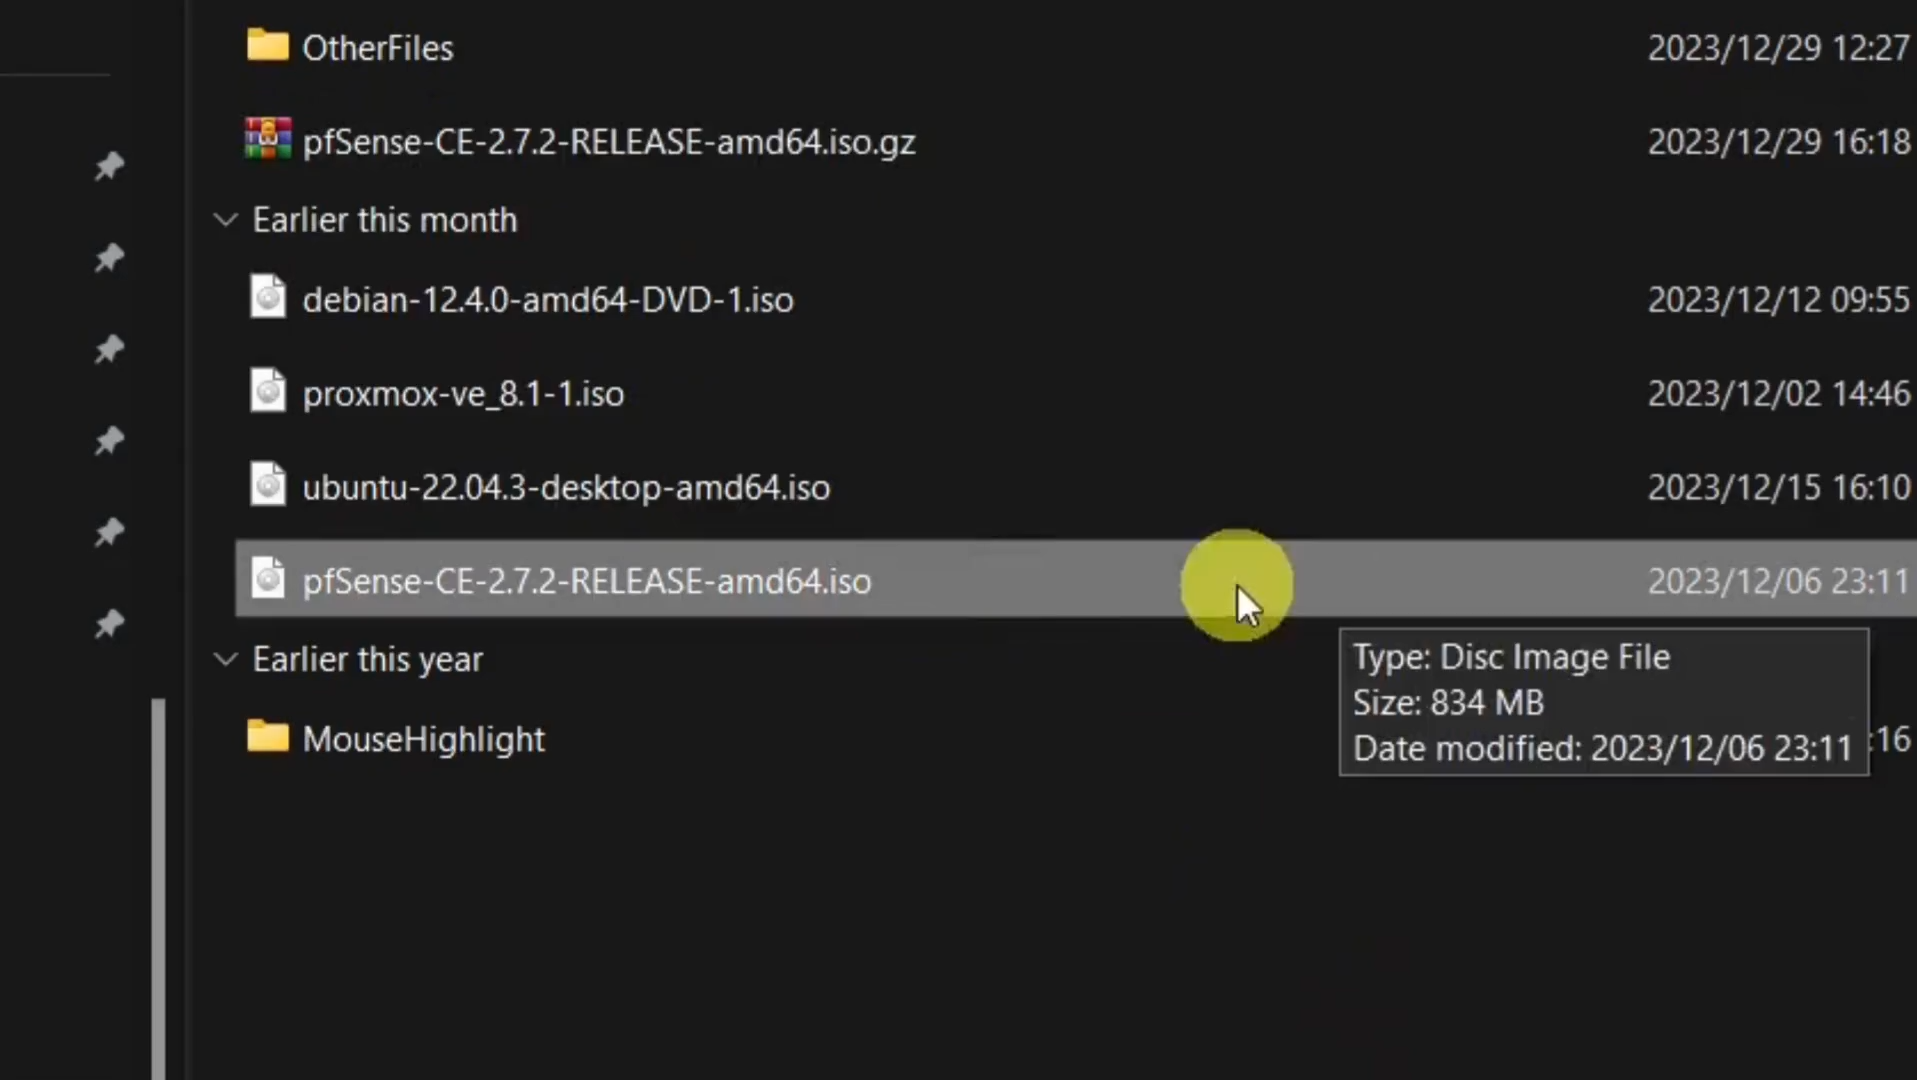 OtherFiles 2023/12/29 12:27
pfSense-CE-2.7.2-RELEASE-amd64.iso.gz 2023/12/29 16:18
Earlier this month
debian-12.4.0-amd64-DVD-1.iso 2023/12/12 09:55
proxmox-ve_8.1-1.iso 2023/12/02 14:46
ubuntu-22.04.3-desktop-amd64.iso 2023/12/15 16:10
pfSense-CE-2.7.2-RELEASE-amd64.iso 2023/12/06 23:11
Earlier this year
Type: Disc Image File
Size: 834 MB
Date modified: 2023/12/06 23:11
MouseHighlight :16